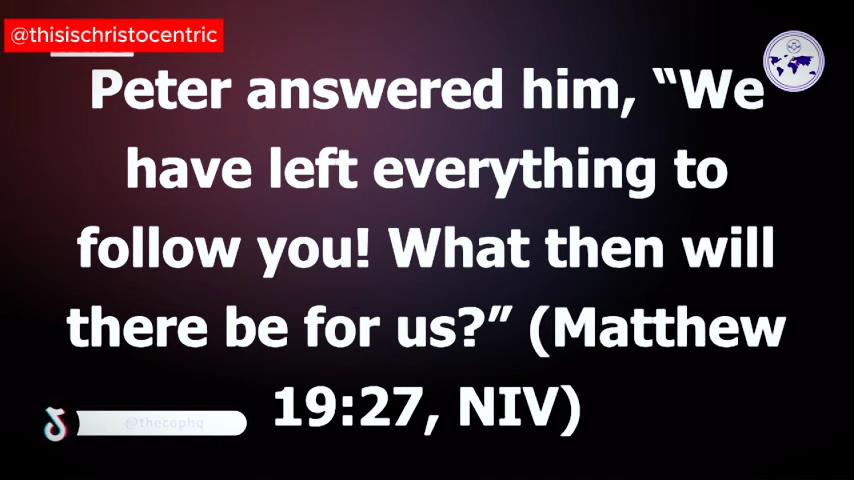 @thisischristocentric
Peter answered him, “We
have left everything to
follow you! What then will
there be for us?” (Matthew
19:27, NIV)
@thecophq